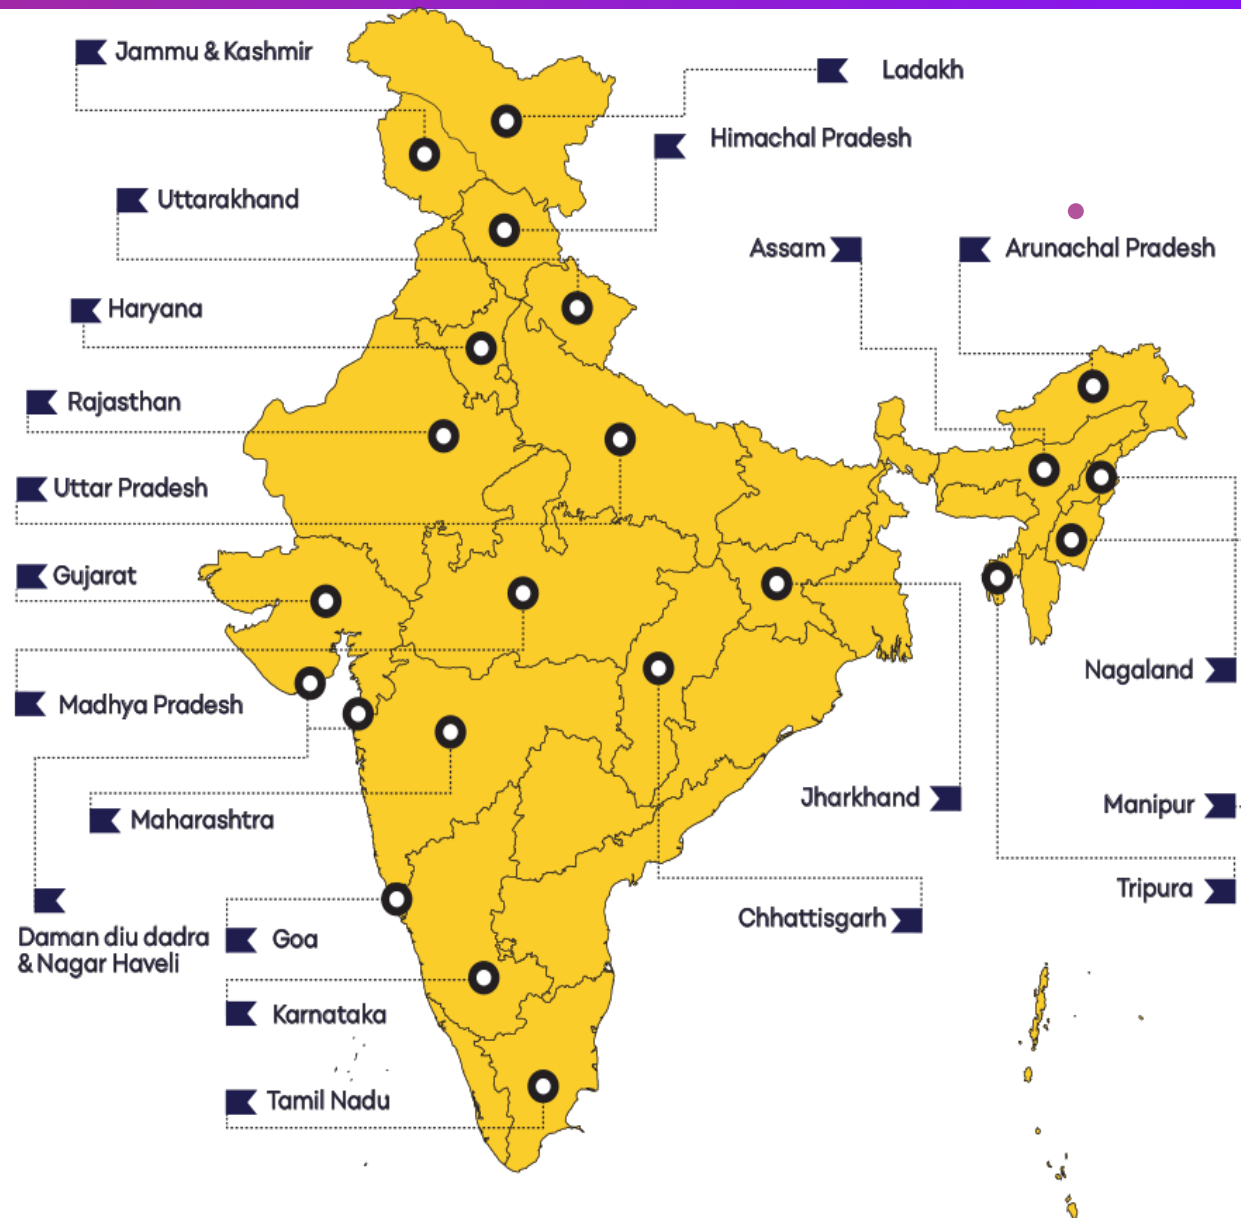 Jammu & Kashmir
Ladakh
Himachal Pradesh
Uttarakhand
Assam
Arunachal Pradesh
Haryana
Rajasthan
Uttar Pradesh
Gujarat
Nagaland
Madhya Pradesh
Jharkhand
Manipur
Maharashtra
Tripura
Chhattisgarh
Daman diu dadra
& Nagar Haveli
Goa
Karnataka
Tamil Nadu